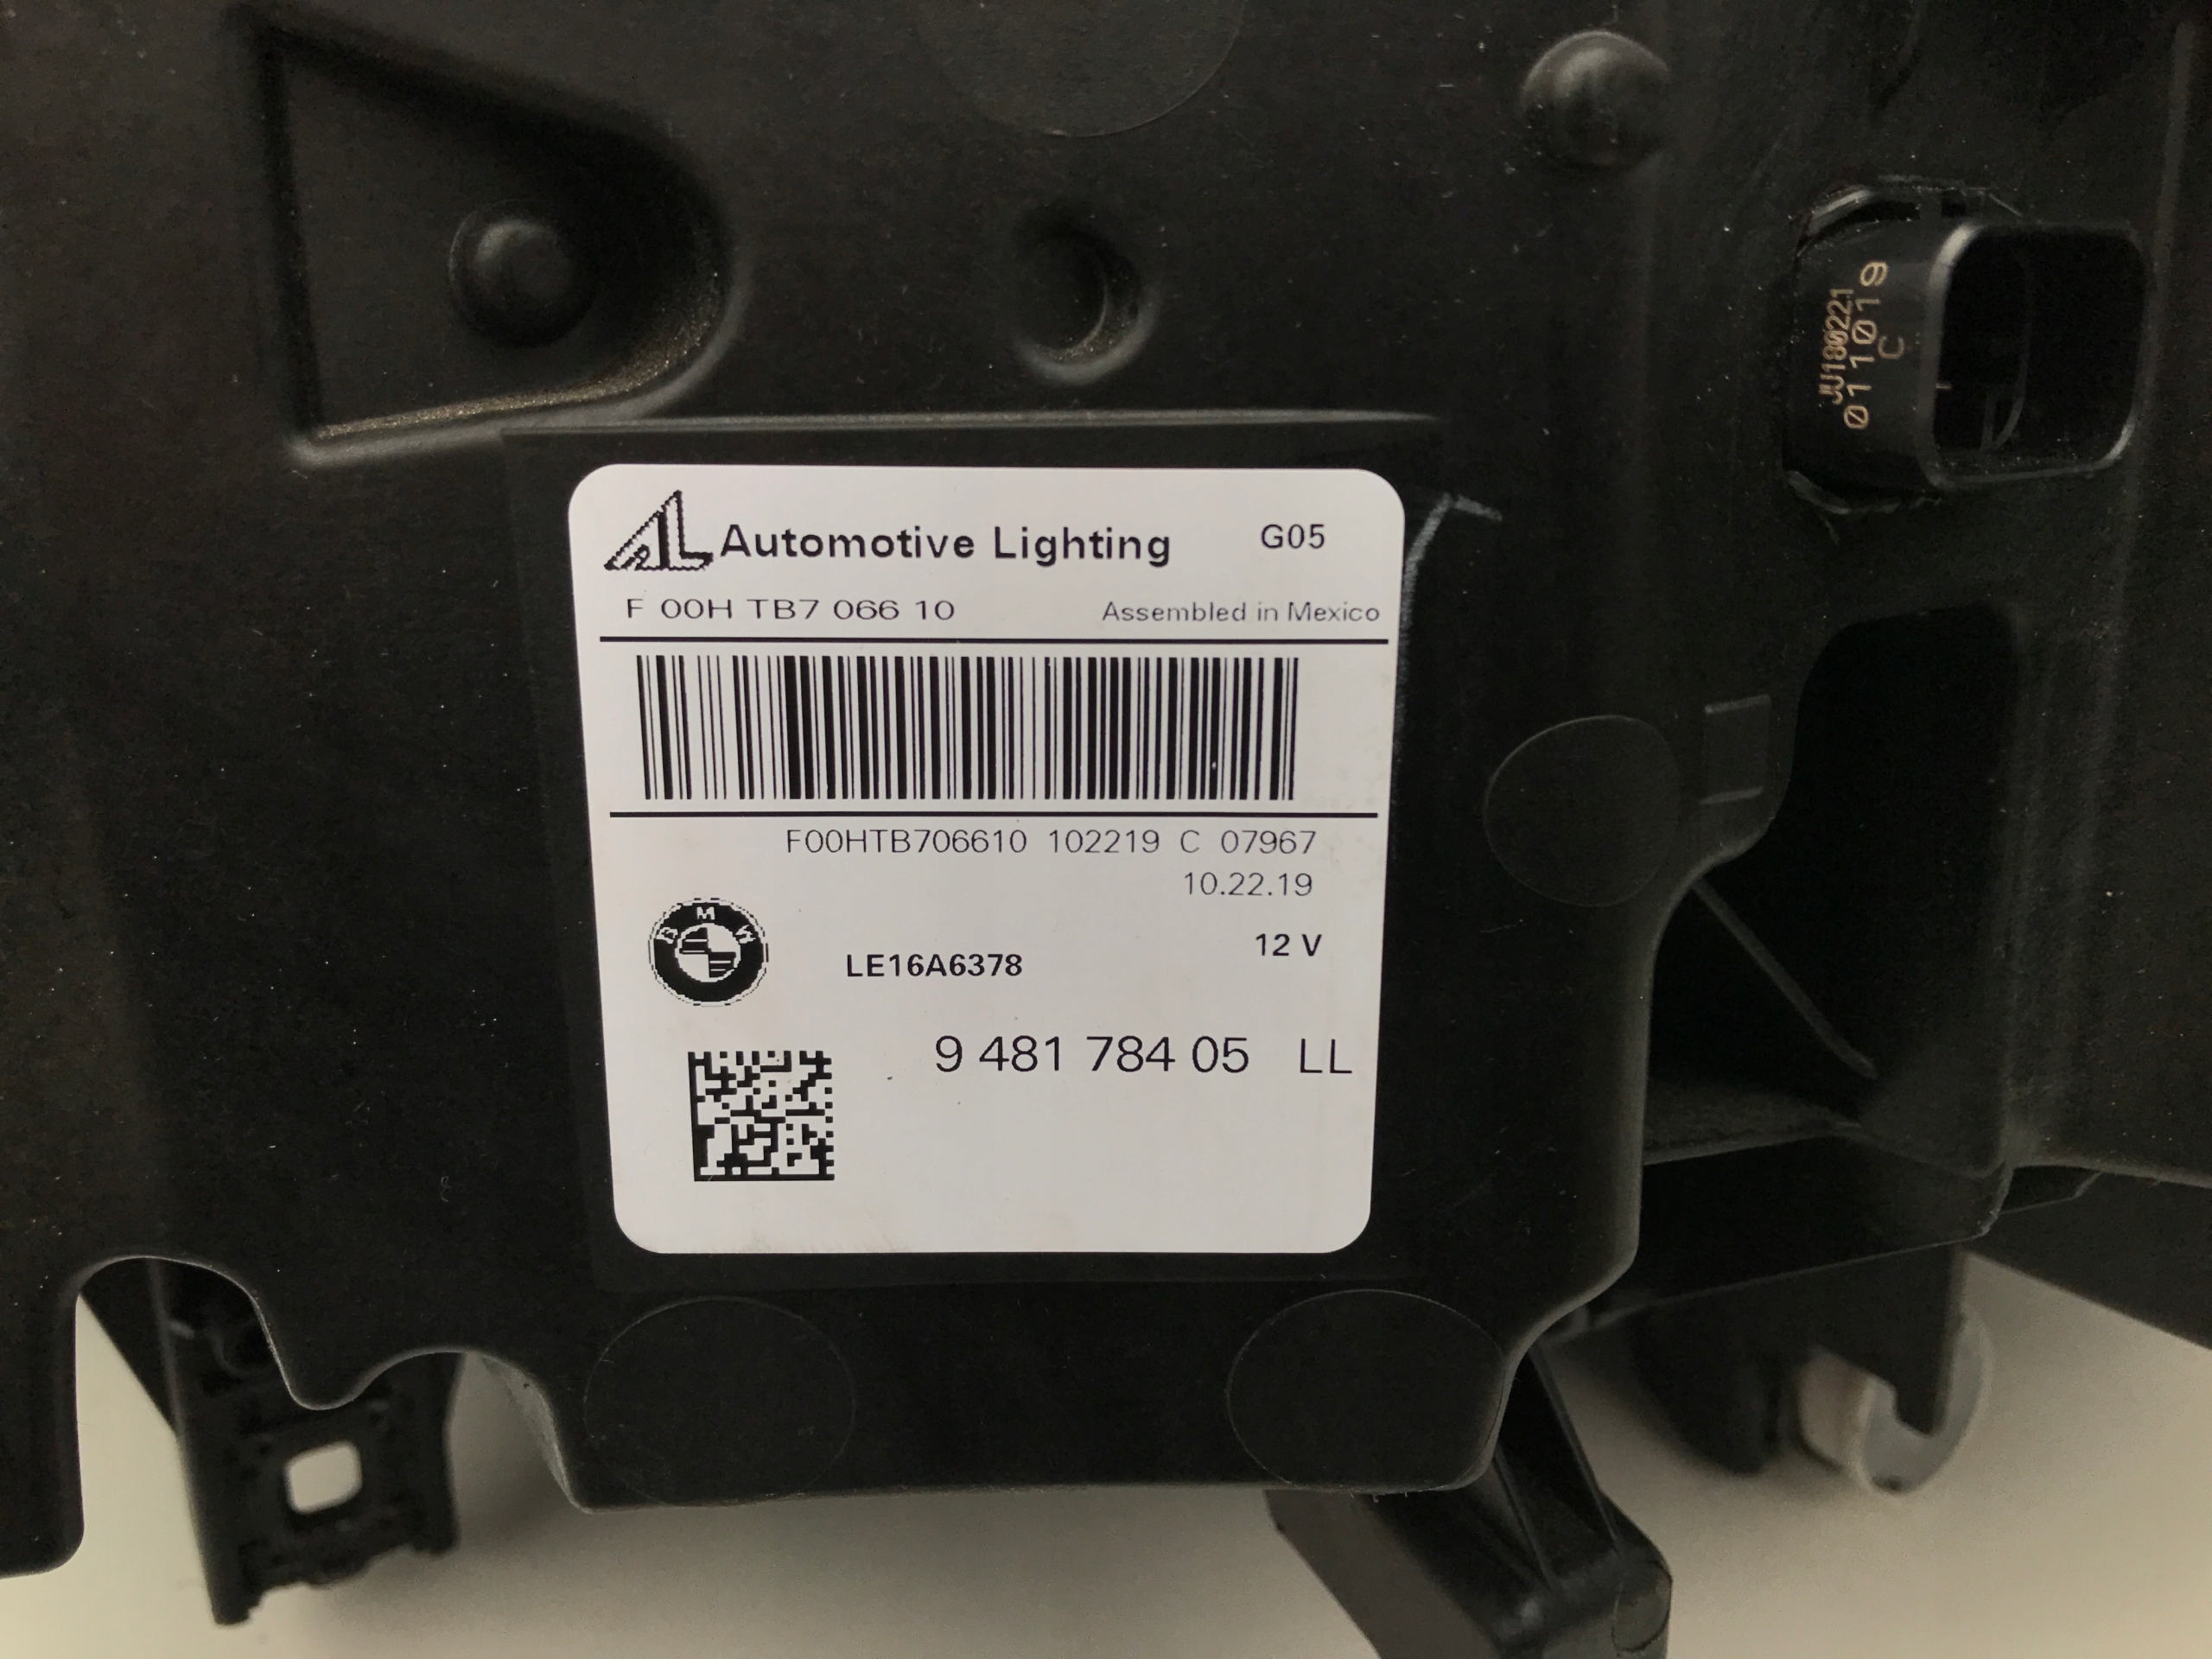 AL Automotive Lighting G05
F 00H TB7 066 10 Assembled in Mexico
F00HTB706610 102219 C 07967
10.22.19
BMW
12 V
LE16A6378
9 481 784 05 LL
011019
C